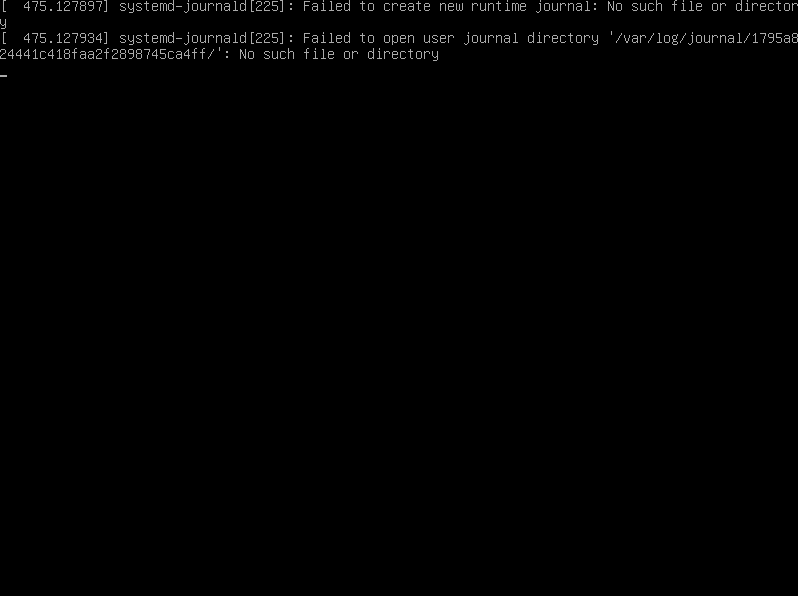 [  475.127897] systemd-journald[225]: Failed to create new runtime journal: No such file or director
y
[  475.127934] systemd-journald[225]: Failed to open user journal directory '/var/log/journal/1795a8
24441c418faa2f2898745ca4ff/': No such file or directory